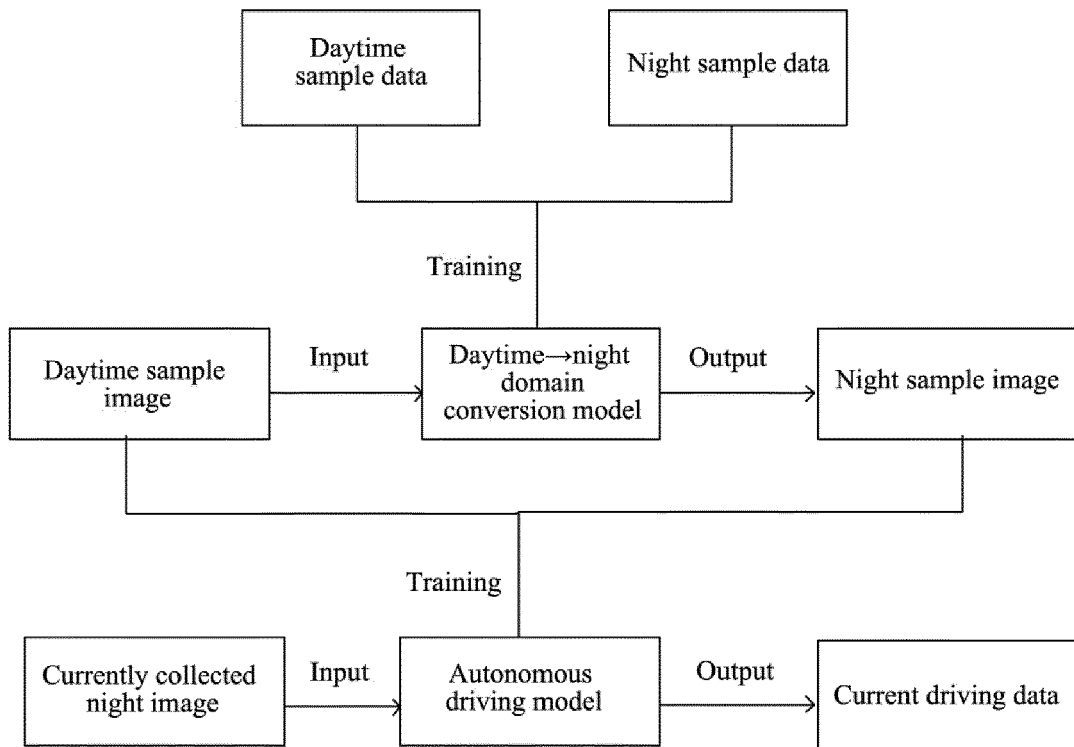 Daytime
sample data
Night sample data
Training
Daytime sample
image
Input
Daytime→night
domain
conversion model
Output
Night sample image
Training
Currently collected
night image
Input
Autonomous
driving model
Output
Current driving data